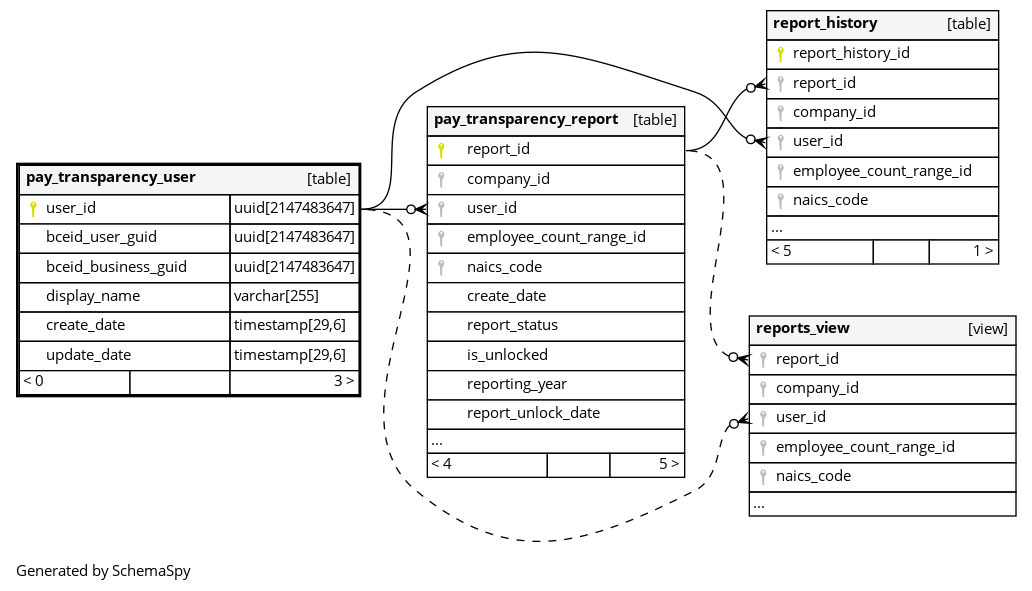 report_history [table]
report_history_id
report_id
company_id
user_id
employee_count_range_id
naics_code
...
< 5 1 >
pay_transparency_report [table]
report_id
company_id
user_id
employee_count_range_id
naics_code
create_date
report_status
is_unlocked
reporting_year
report_unlock_date
...
< 4 5 >
pay_transparency_user [table]
user_id uuid[2147483647]
bceid_user_guid uuid[2147483647]
bceid_business_guid uuid[2147483647]
display_name varchar[255]
create_date timestamp[29,6]
update_date timestamp[29,6]
< 0 3 >
reports_view [view]
report_id
company_id
user_id
employee_count_range_id
naics_code
...
Generated by SchemaSpy